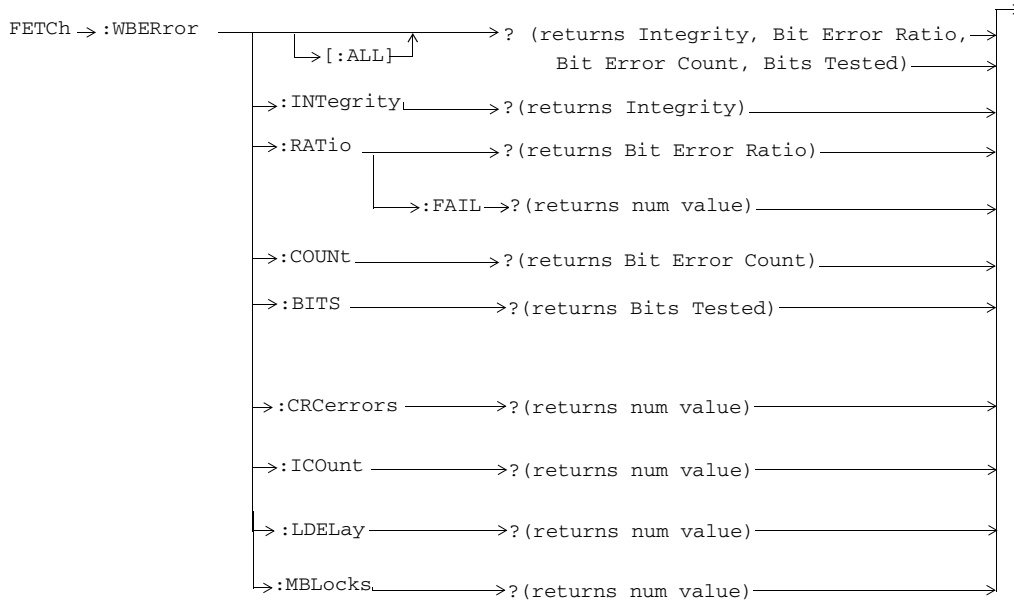 FETCh :WBERror ? (returns Integrity, Bit Error Ratio,
[:ALL] Bit Error Count, Bits Tested)
:INTegrity ?(returns Integrity)
:RATio ?(returns Bit Error Ratio)
:FAIL ?(returns num value)
:COUNt ?(returns Bit Error Count)
:BITS ?(returns Bits Tested)
:CRCerrors ?(returns num value)
:ICOunt ?(returns num value)
:LDELay ?(returns num value)
:MBLocks ?(returns num value)